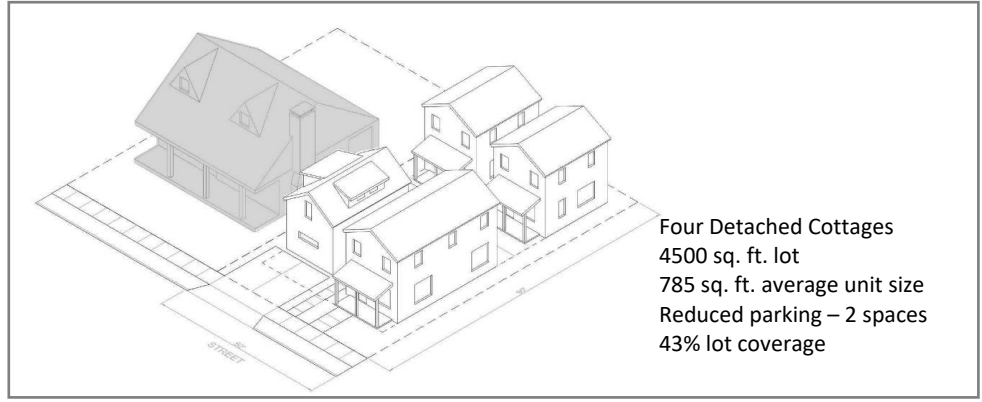 Four Detached Cottages
4500 sq. ft. lot
785 sq. ft. average unit size
Reduced parking – 2 spaces
43% lot coverage
STREET